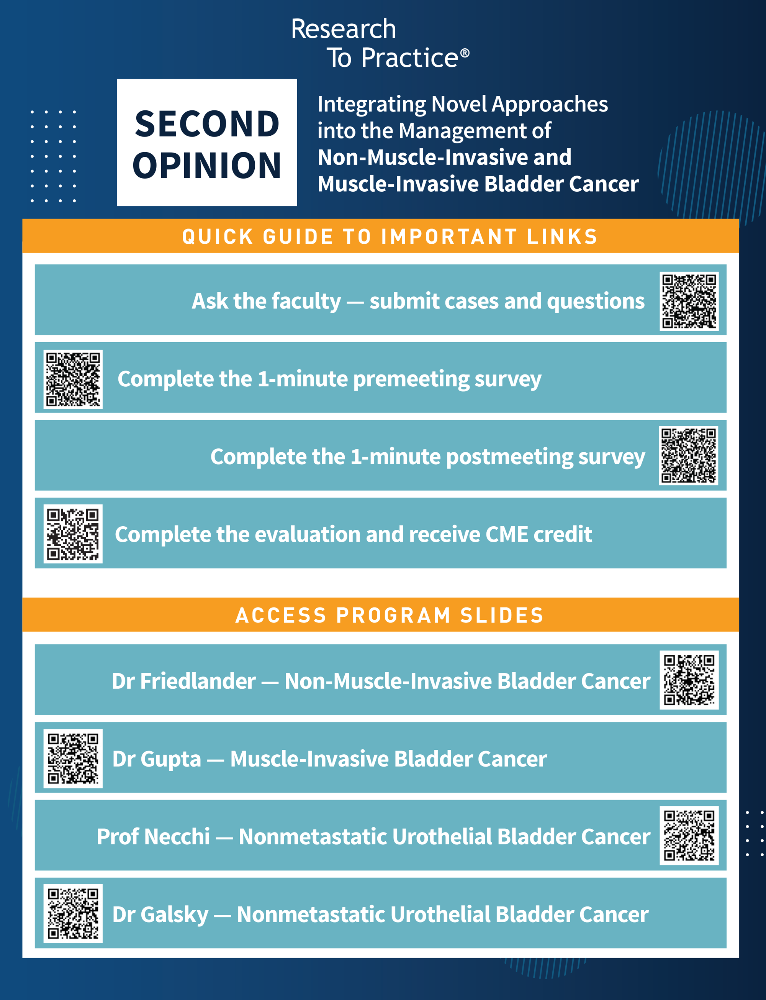 Research
To Practice®
SECOND
OPINION
Integrating Novel Approaches
into the Management of
Non-Muscle-Invasive and
Muscle-Invasive Bladder Cancer
QUICK GUIDE TO IMPORTANT LINKS
Ask the faculty — submit cases and questions
Complete the 1-minute premeeting survey
Complete the 1-minute postmeeting survey
Complete the evaluation and receive CME credit
ACCESS PROGRAM SLIDES
Dr Friedlander — Non-Muscle-Invasive Bladder Cancer
Dr Gupta — Muscle-Invasive Bladder Cancer
Prof Necchi — Nonmetastatic Urothelial Bladder Cancer
Dr Galsky — Nonmetastatic Urothelial Bladder Cancer